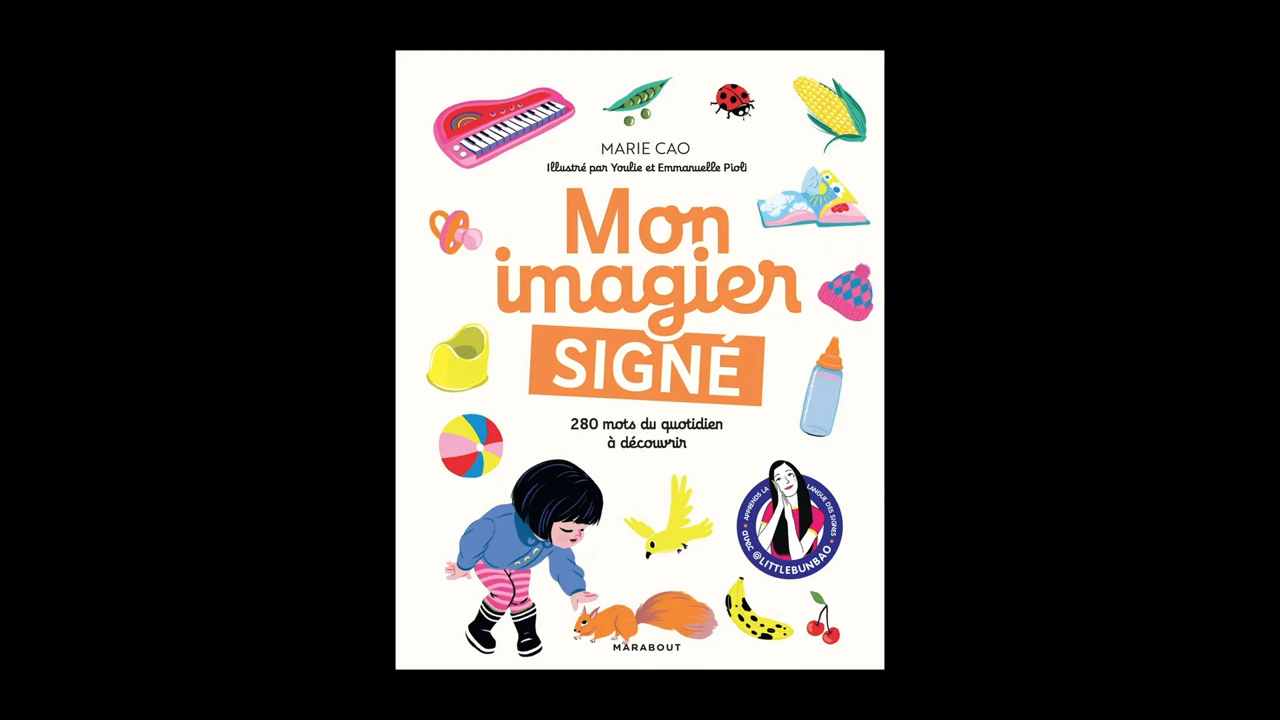 MARIE CAO
Illustré par Youlie et Emmanuelle Pioli
Mon
imagier
SIGNÉ
280 mots du quotidien
à découvrir
APPRENDS LA LANGUE DES SIGNES
avec @LITTLEBUNBAO
MARABOUT